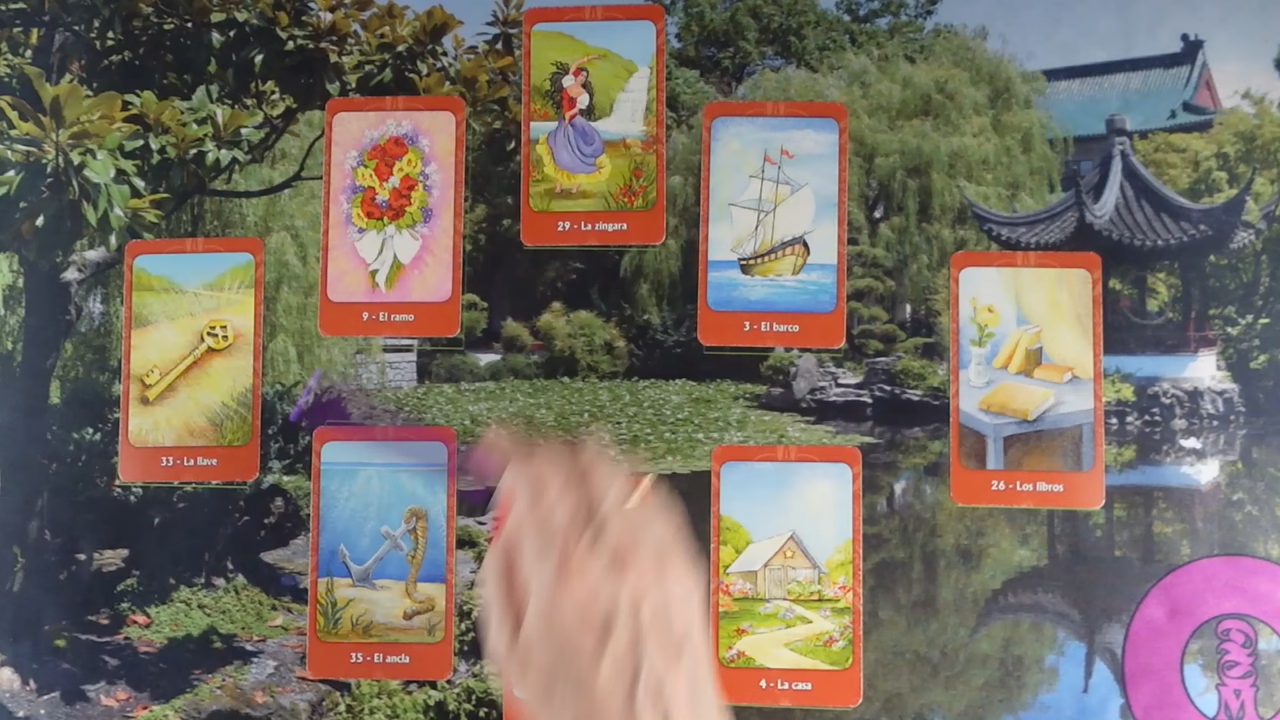 29 - La zíngara
9 - El ramo
3 - El barco
33 - La llave
26 - Los libros
35 - El ancla
4 - La casa